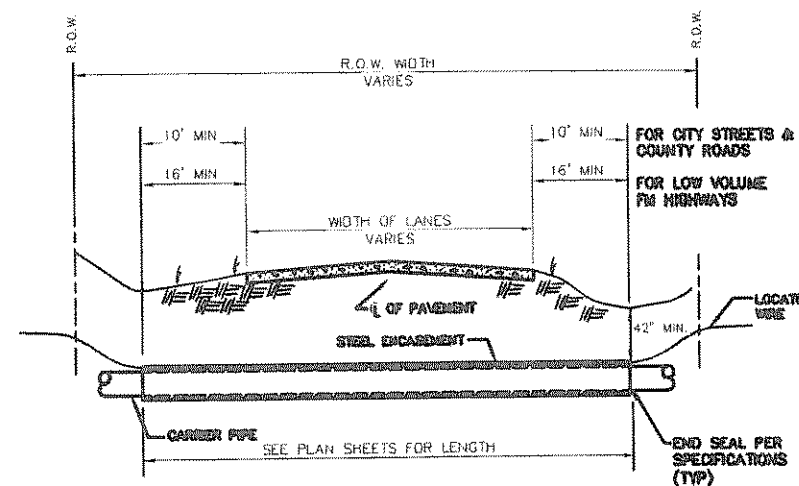 R.O.W.
R.O.W.
R.O.W. WIDTH
VARIES
10' MIN
10' MIN
FOR CITY STREETS &
COUNTY ROADS
16' MIN
16' MIN
FOR LOW VOLUME
FM HIGHWAYS
WIDTH OF LANES
VARIES
℄ OF PAVEMENT
LOCATE
WIRE
42" MIN.
STEEL ENCASEMENT
CARRIER PIPE
SEE PLAN SHEETS FOR LENGTH
END SEAL PER
SPECIFICATIONS
(TYP)